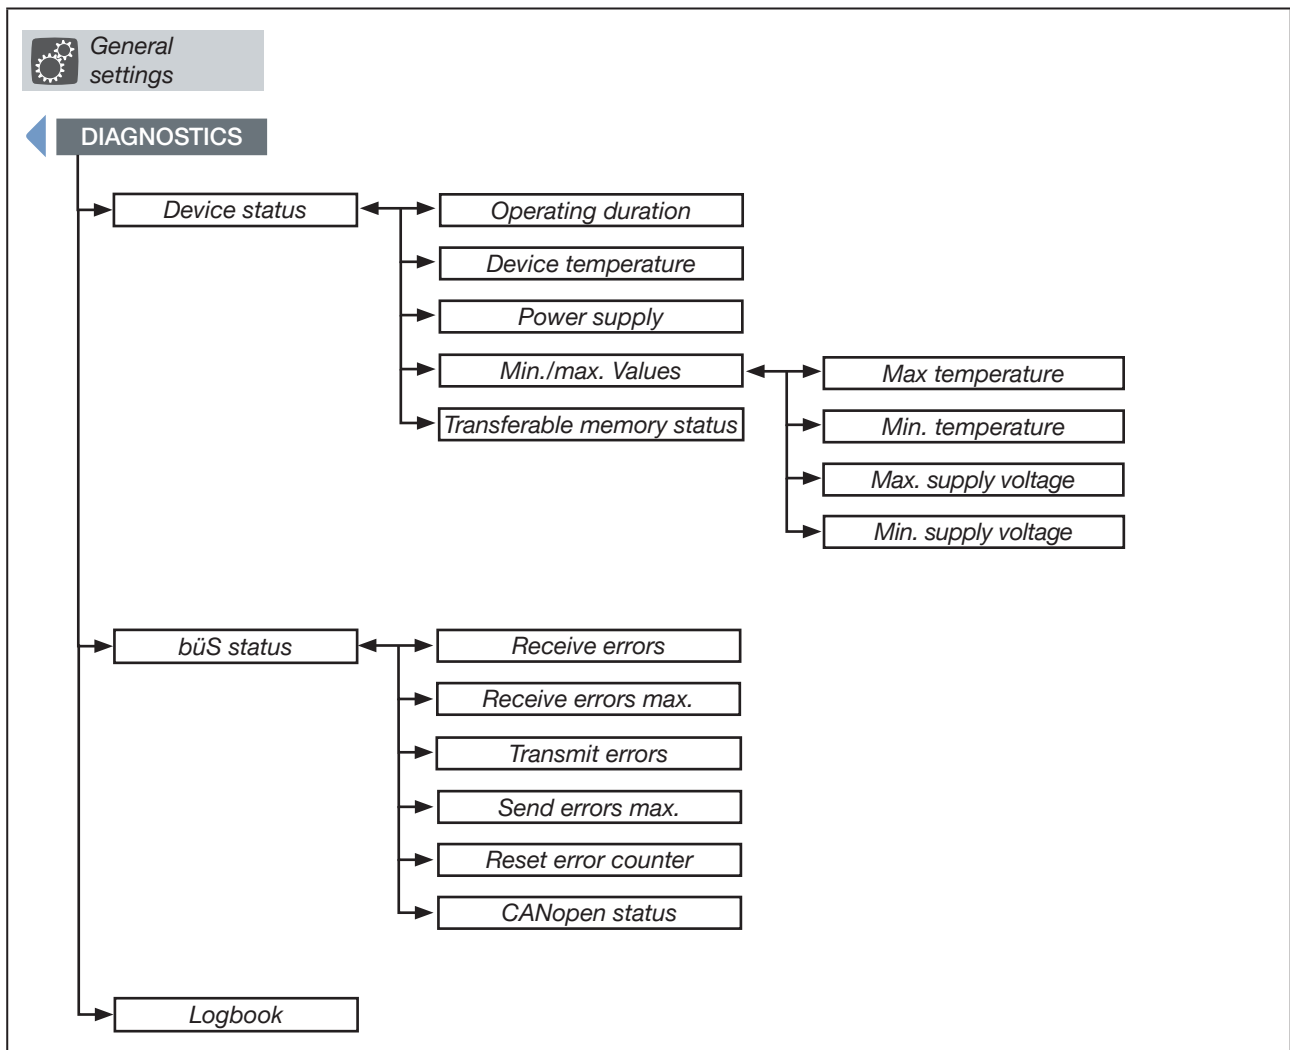 General
settings
DIAGNOSTICS
Device status
Operating duration
Device temperature
Power supply
Min./max. Values
Max temperature
Min. temperature
Transferable memory status
Max. supply voltage
Min. supply voltage
büS status
Receive errors
Receive errors max.
Transmit errors
Send errors max.
Reset error counter
CANopen status
Logbook